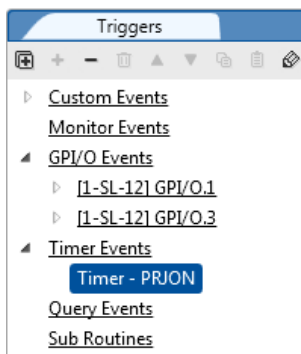 Triggers
Custom Events
Monitor Events
GPI/O Events
[1-SL-12] GPI/O.1
[1-SL-12] GPI/O.3
Timer Events
Timer - PRJON
Query Events
Sub Routines